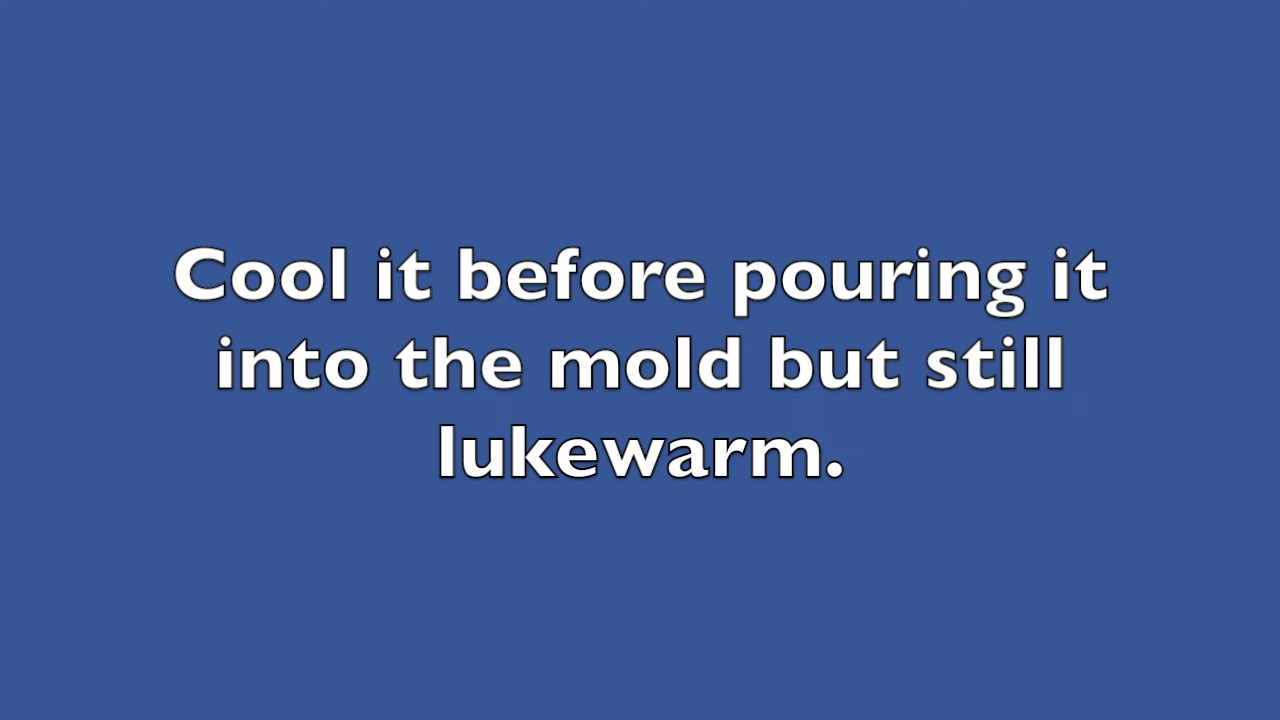 Cool it before pouring it
into the mold but still
lukewarm.